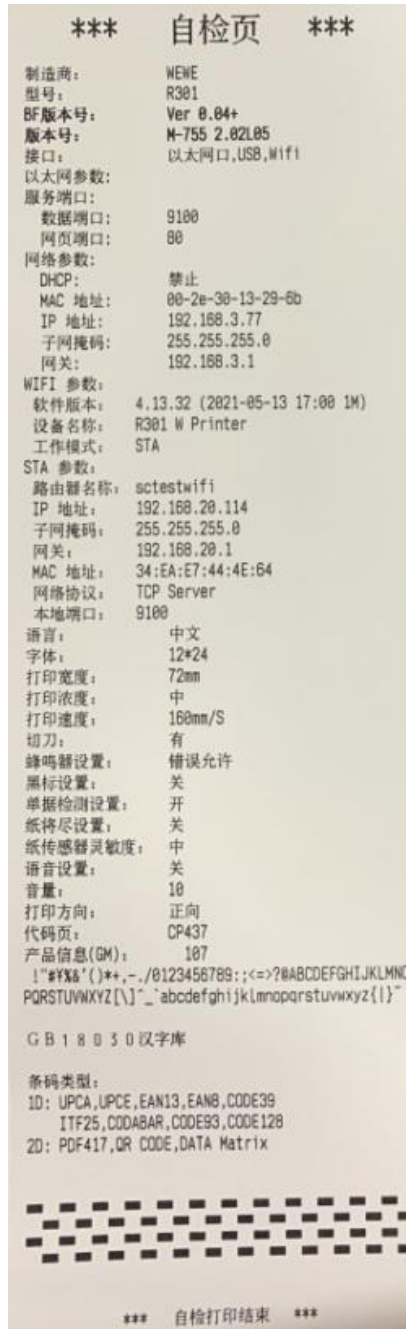 *** 自检页 ***
制造商: WEWE
型号: R301
BF版本号: Ver 0.04+
版本号: M-755 2.02L05
接口: 以太网口,USB,Wifi
以太网参数:
服务端口:
数据端口: 9100
网页端口: 80
网络参数:
DHCP: 禁止
MAC 地址: 00-2e-30-13-29-6b
IP 地址: 192.168.3.77
子网掩码: 255.255.255.0
网关: 192.168.3.1
WIFI 参数:
软件版本: 4.13.32 (2021-05-13 17:00 1M)
设备名称: R301 W Printer
工作模式: STA
STA 参数:
路由器名称: sctestwifi
IP 地址: 192.168.20.114
子网掩码: 255.255.255.0
网关: 192.168.20.1
MAC 地址: 34:EA:E7:44:4E:64
网络协议: TCP Server
本地端口: 9100
语言: 中文
字体: 12*24
打印宽度: 72mm
打印浓度: 中
打印速度: 160mm/S
切刀: 有
蜂鸣器设置: 错误允许
黑标设置: 关
单据检测设置: 开
纸将尽设置: 关
纸传感器灵敏度: 中
语音设置: 关
音量: 10
打印方向: 正向
代码页: CP437
产品信息(GM): 107
!"#¥%&'()*+,-./0123456789:;<=>?@ABCDEFGHIJKLMNO
PQRSTUVWXYZ[\]^_`abcdefghijklmnopqrstuvwxyz{|}~
GB18030汉字库
条码类型:
1D: UPCA,UPCE,EAN13,EAN8,CODE39
ITF25,CODABAR,CODE93,CODE128
2D: PDF417,QR CODE,DATA Matrix
*** 自检打印结束 ***